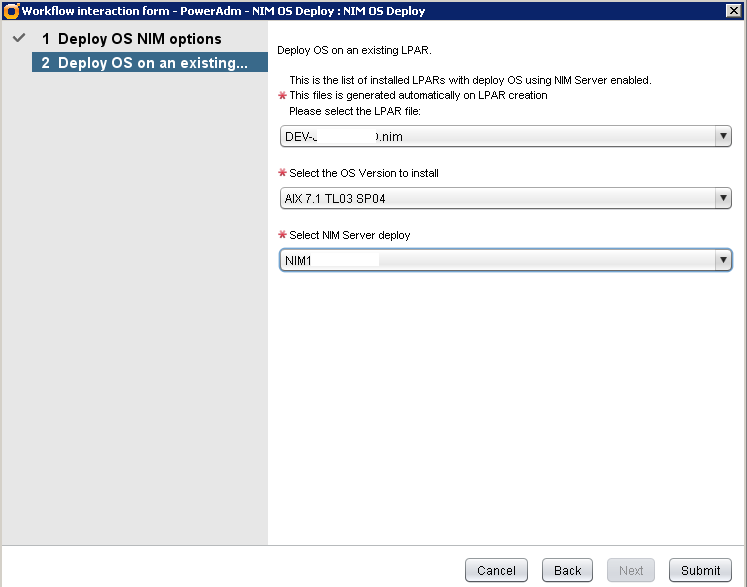 Workflow interaction form - PowerAdm - NIM OS Deploy : NIM OS Deploy
1 Deploy OS NIM options
2 Deploy OS on an existing...
Deploy OS on an existing LPAR.
This is the list of installed LPARs with deploy OS using NIM Server enabled.
* This files is generated automatically on LPAR creation
Please select the LPAR file:
DEV- .nim
* Select the OS Version to install
AIX 7.1 TL03 SP04
* Select NIM Server deploy
NIM1
Cancel Back Next Submit